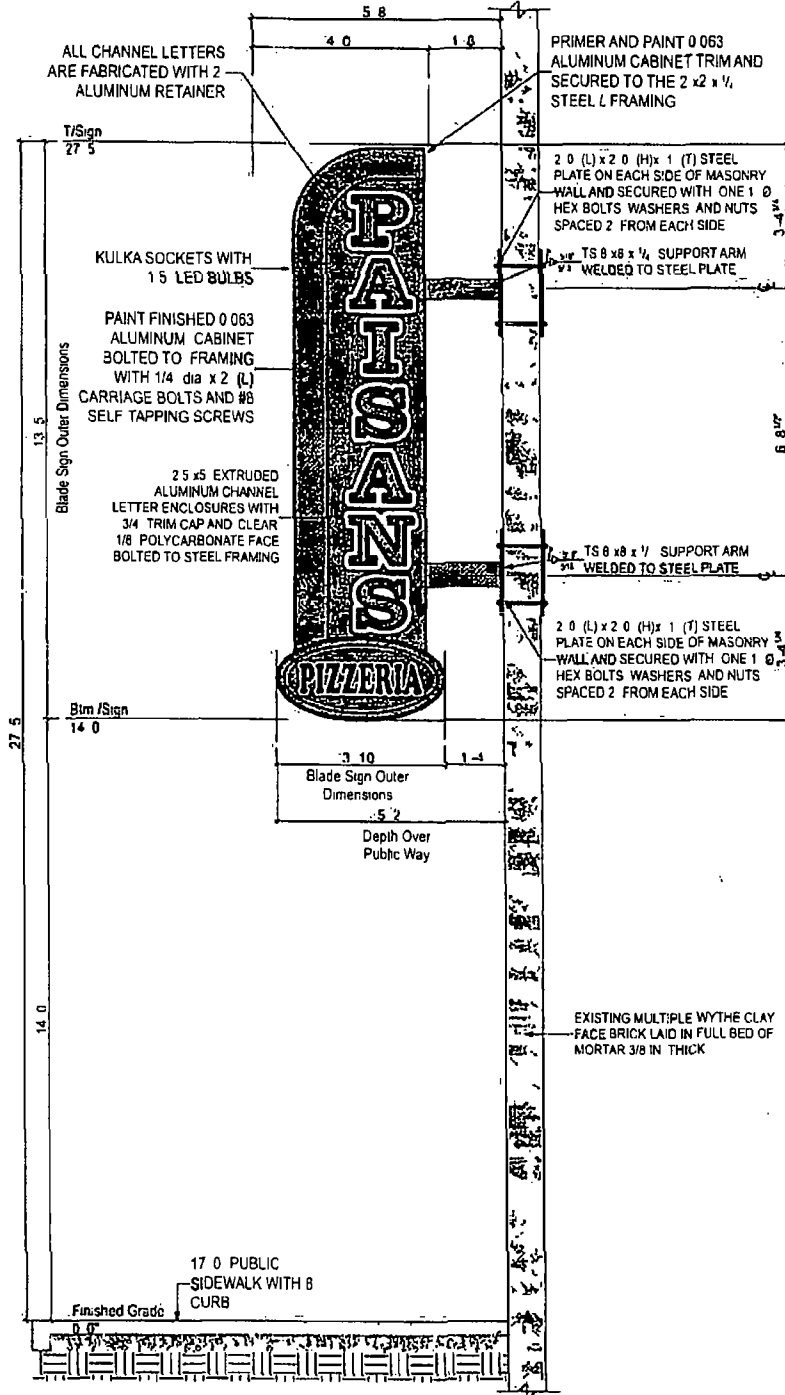 5 8
4 0
1 8
ALL CHANNEL LETTERS
ARE FABRICATED WITH 2
ALUMINUM RETAINER
PRIMER AND PAINT 0 063
ALUMINUM CABINET TRIM AND
SECURED TO THE 2 x2 x 1/4
STEEL L FRAMING
T/Sign
27 5
2 0 (L) x 2 0 (H)x 1 (T) STEEL
PLATE ON EACH SIDE OF MASONRY
WALL AND SECURED WITH ONE 1 Ø
HEX BOLTS WASHERS AND NUTS
SPACED 2 FROM EACH SIDE
3-4 1/4
TS 8 x8 x 1/4 SUPPORT ARM
WELDED TO STEEL PLATE
KULKA SOCKETS WITH
1 5 LED BULBS
PAINT FINISHED 0 063
ALUMINUM CABINET
BOLTED TO FRAMING
WITH 1/4 dia x 2 (L)
CARRIAGE BOLTS AND #8
SELF TAPPING SCREWS
PAISANS
PIZZERIA
13 5
Blade Sign Outer Dimensions
6 8 1/2
2 5 x5 EXTRUDED
ALUMINUM CHANNEL
LETTER ENCLOSURES WITH
3/4 TRIM CAP AND CLEAR
1/8 POLYCARBONATE FACE
BOLTED TO STEEL FRAMING
TS 8 x8 x 1/ SUPPORT ARM
WELDED TO STEEL PLATE
2 0 (L) x 2 0 (H)x 1 (T) STEEL
PLATE ON EACH SIDE OF MASONRY
WALL AND SECURED WITH ONE 1 Ø
HEX BOLTS WASHERS AND NUTS
SPACED 2 FROM EACH SIDE
3-4 1/4
Btm /Sign
14 0
27 5
3 10
1-4
Blade Sign Outer
Dimensions
5 2
Depth Over
Public Way
14 0
EXISTING MULTIPLE WYTHE CLAY
FACE BRICK LAID IN FULL BED OF
MORTAR 3/8 IN THICK
17 0 PUBLIC
SIDEWALK WITH 8
CURB
Finished Grade
0 0"